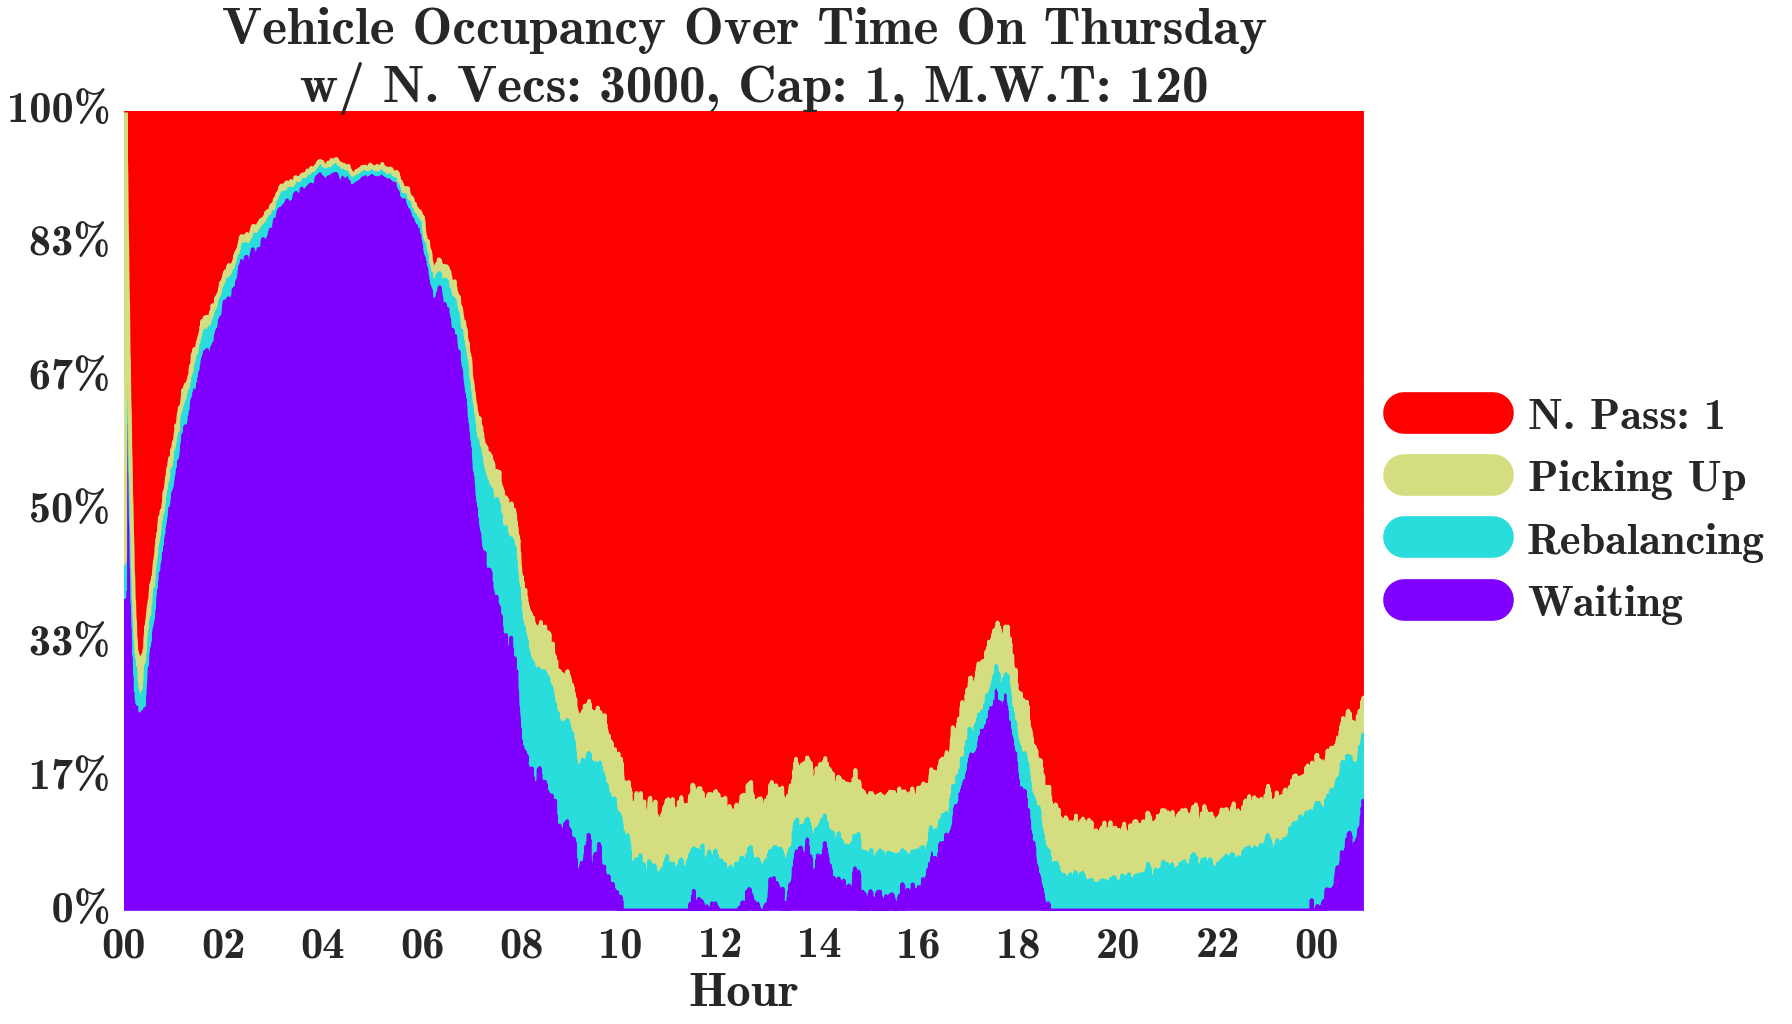 Vehicle Occupancy Over Time On Thursday
w/ N. Vecs: 3000, Cap: 1, M.W.T: 120
100%
83%
67%
50%
33%
17%
0%
00 02 04 06 08 10 12 14 16 18 20 22 00
Hour
N. Pass: 1
Picking Up
Rebalancing
Waiting